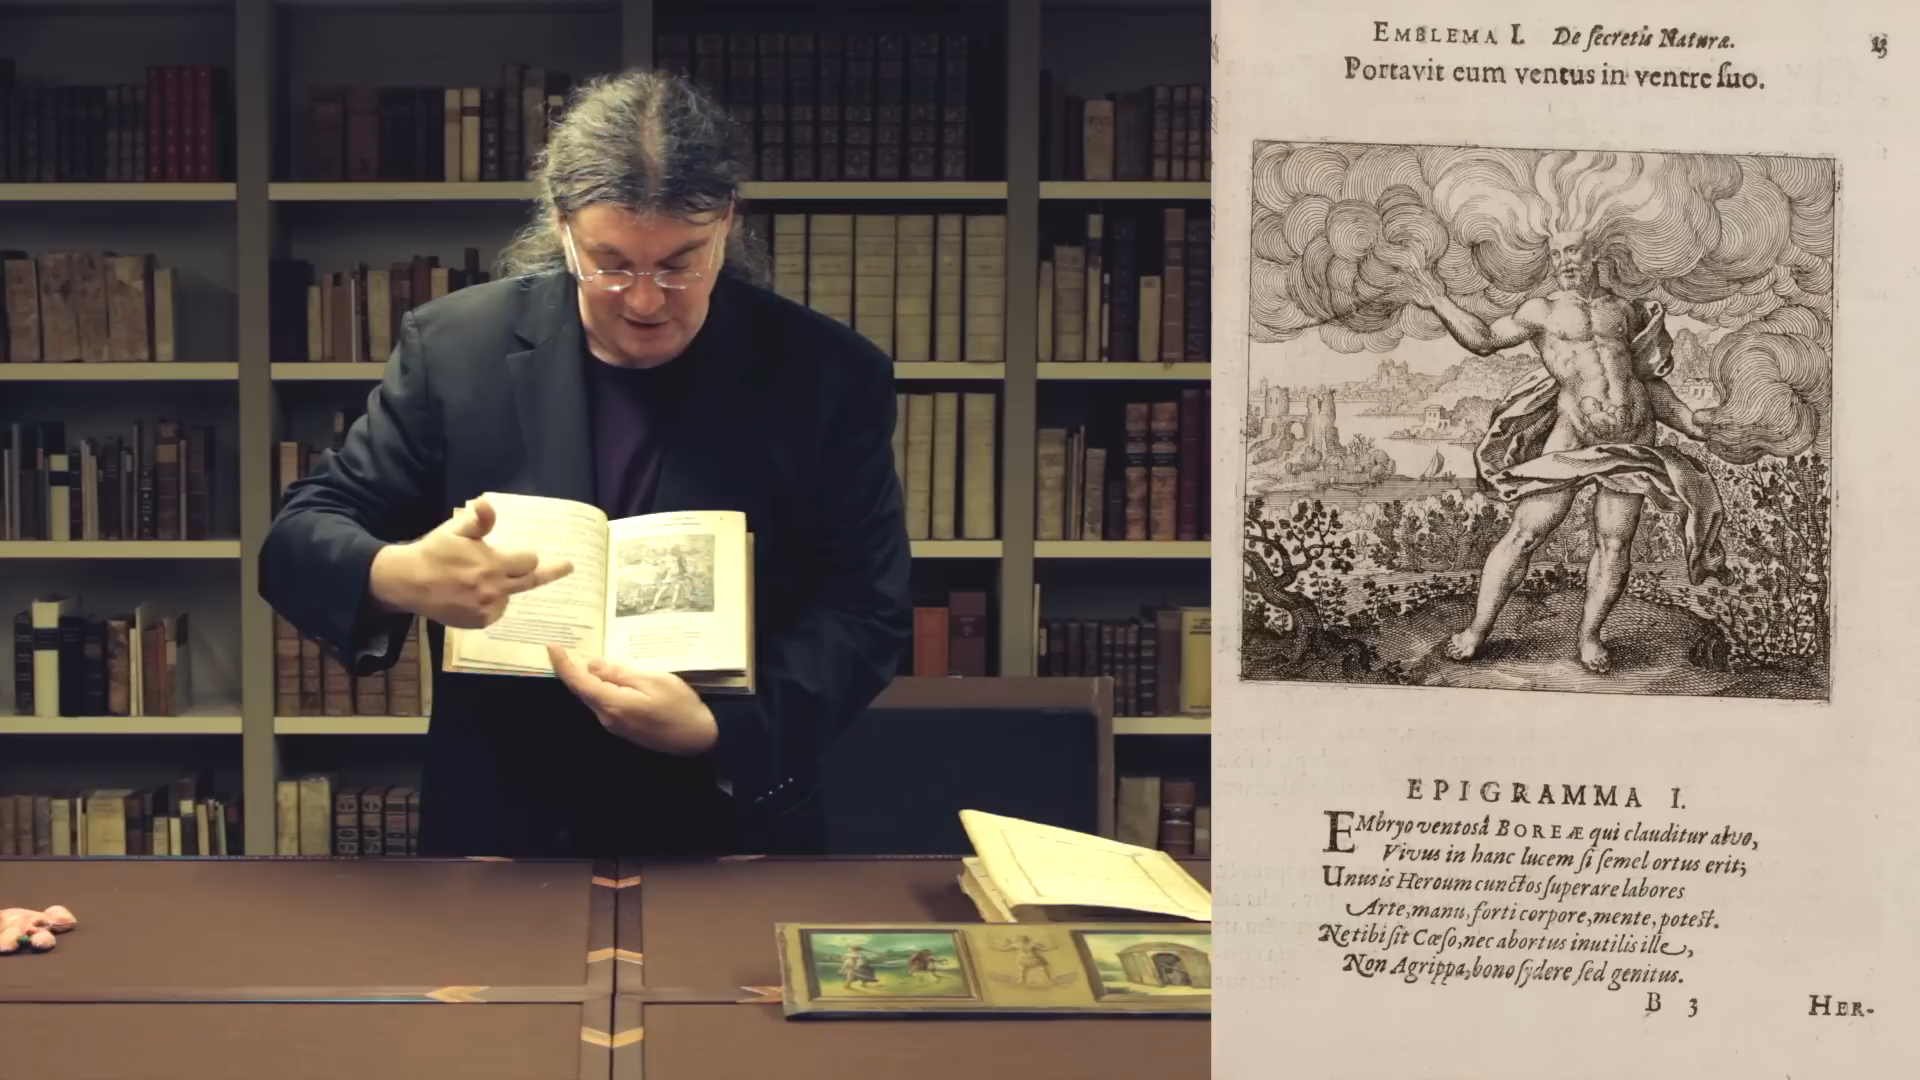 EMBLEMA I. De ſecretis Naturæ. 13
Portavit eum ventus in ventre ſuo.
EPIGRAMMA I.
EMbryo ventosâ BOREÆ qui clauditur alvo,
Vivus in hanc lucem ſi ſemel ortus erit;
Unus is Heroum cunctos ſuperare labores
Arte, manu, forti corpore, mente, poteſt.
Ne tibi ſit Cœſo, nec abortus inutilis ille,
Non Agrippa, bono ſydere ſed genitus.
B 3 HER-